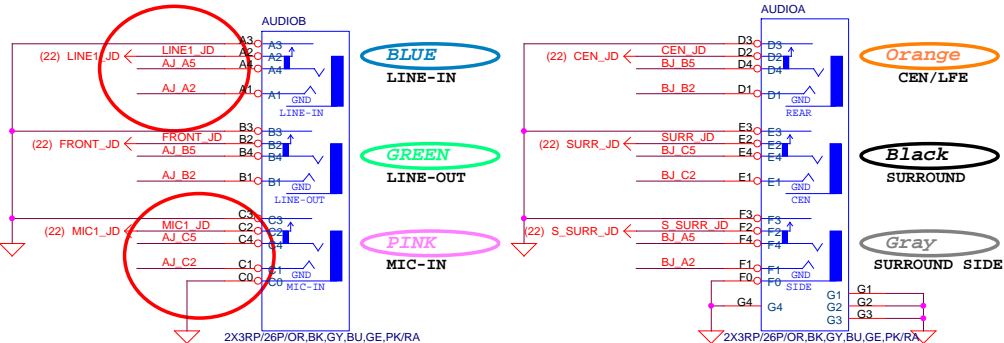 AUDIOB
A3
A3
(22) LINE1_JD
LINE1_JD
A2
A2
AJ_A5
A4
A4
AJ_A2
A1
A1
GND
LINE-IN
BLUE
LINE-IN
B3
B3
(22) FRONT_JD
FRONT_JD
B2
B2
AJ_B5
B4
B4
AJ_B2
B1
B1
GND
LINE-OUT
GREEN
LINE-OUT
C3
C3
(22) MIC1_JD
MIC1_JD
C2
C2
AJ_C5
C4
C4
AJ_C2
C1
C1
GND
C0
C0
MIC-IN
PINK
MIC-IN
2X3RP/26P/OR,BK,GY,BU,GE,PK/RA
AUDIOA
D3
D3
(22) CEN_JD
CEN_JD
D2
D2
BJ_B5
D4
D4
BJ_B2
D1
D1
GND
REAR
Orange
CEN/LFE
E3
E3
(22) SURR_JD
SURR_JD
E2
E2
BJ_C5
E4
E4
BJ_C2
E1
E1
GND
CEN
Black
SURROUND
F3
F3
(22) S_SURR_JD
S_SURR_JD
F2
F2
BJ_A5
F4
F4
BJ_A2
F1
F1
GND
F0
F0
SIDE
Gray
SURROUND SIDE
G4
G4
G1
G1
G2
G2
G3
G3
2X3RP/26P/OR,BK,GY,BU,GE,PK/RA